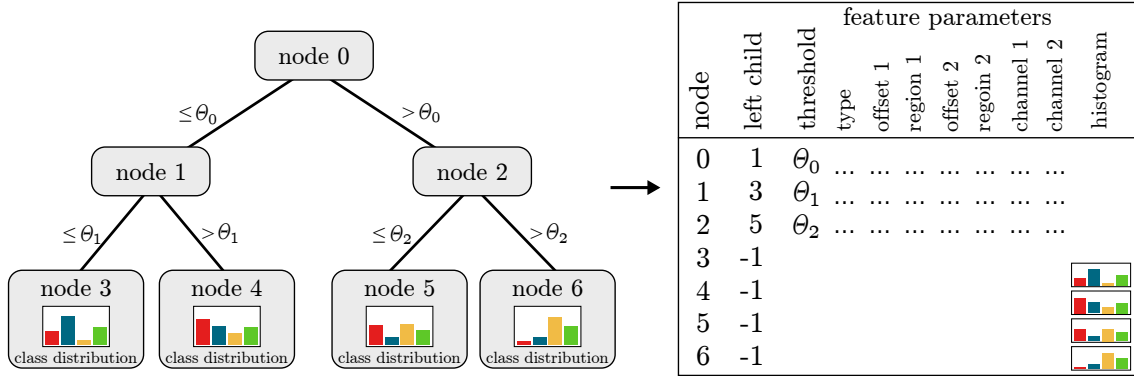 node 0
≤Θ0 >Θ0
node 1 node 2
≤Θ1 >Θ1 ≤Θ2 >Θ2
node 3 node 4 node 5 node 6
class distribution class distribution class distribution class distribution
feature parameters
node left child threshold type offset 1 region 1 offset 2 regoin 2 channel 1 channel 2 histogram
0 1 Θ0 ... ... ... ... ... ... ...
1 3 Θ1 ... ... ... ... ... ... ...
2 5 Θ2 ... ... ... ... ... ... ...
3 -1
4 -1
5 -1
6 -1